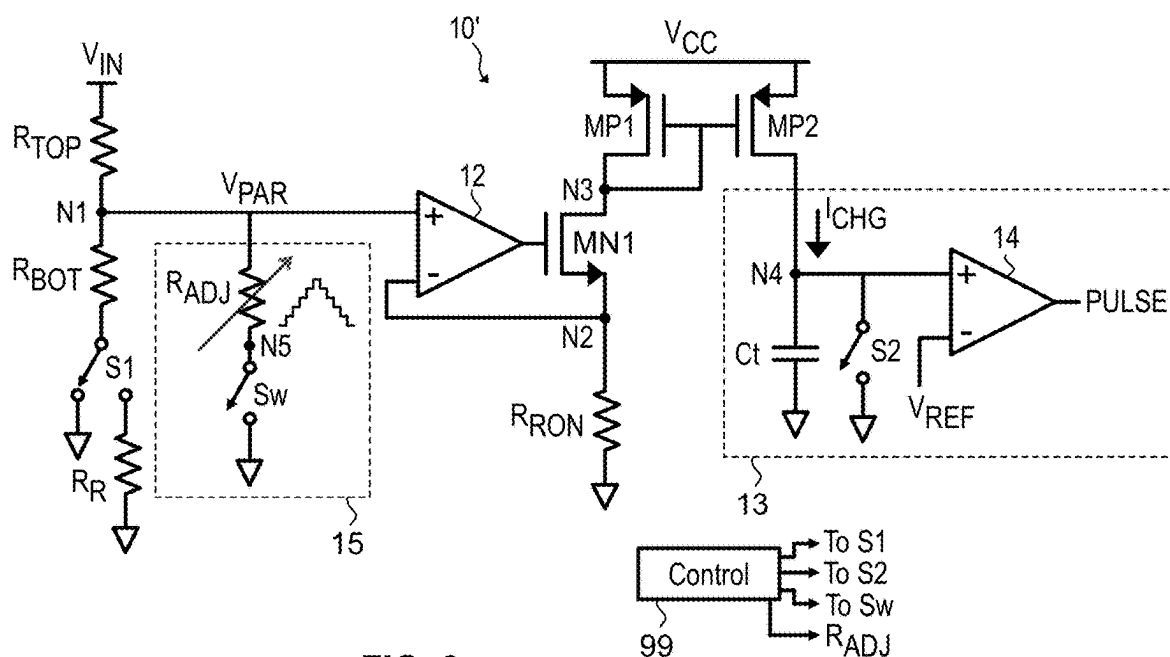 10'
VIN
VCC
RTOP
MP1
MP2
12
N1
VPAR
N3
ICHG
RBOT
MN1
14
RADJ
N4
PULSE
N5
N2
S1
Ct
S2
Sw
VREF
RRON
RR
15
13
Control
To S1
To S2
To Sw
RADJ
99